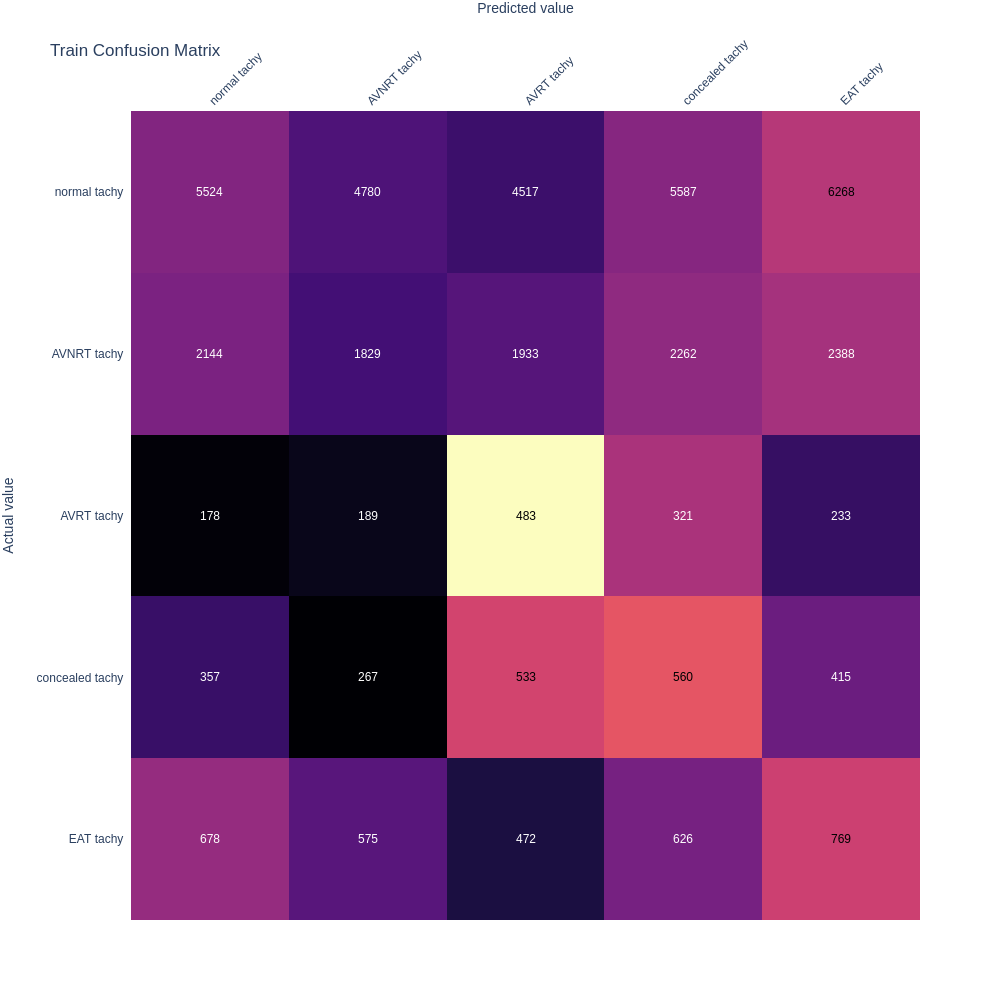 Predicted value
Train Confusion Matrix
normal tachy AVNRT tachy AVRT tachy concealed tachy EAT tachy
normal tachy 5524 4780 4517 5587 6268
AVNRT tachy 2144 1829 1933 2262 2388
Actual value
AVRT tachy 178 189 483 321 233
concealed tachy 357 267 533 560 415
EAT tachy 678 575 472 626 769